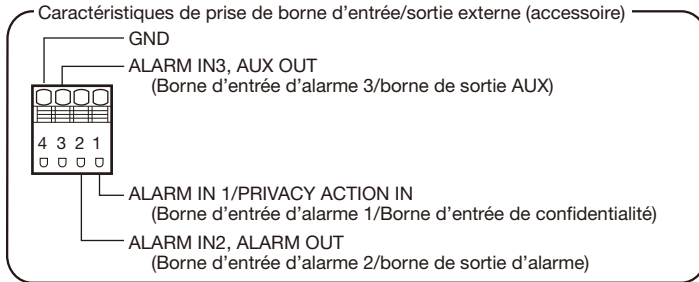 Caractéristiques de prise de borne d’entrée/sortie externe (accessoire)
GND
ALARM IN3, AUX OUT
(Borne d’entrée d’alarme 3/borne de sortie AUX)
4 3 2 1
ALARM IN 1/PRIVACY ACTION IN
(Borne d’entrée d’alarme 1/Borne d’entrée de confidentialité)
ALARM IN2, ALARM OUT
(Borne d’entrée d’alarme 2/borne de sortie d’alarme)